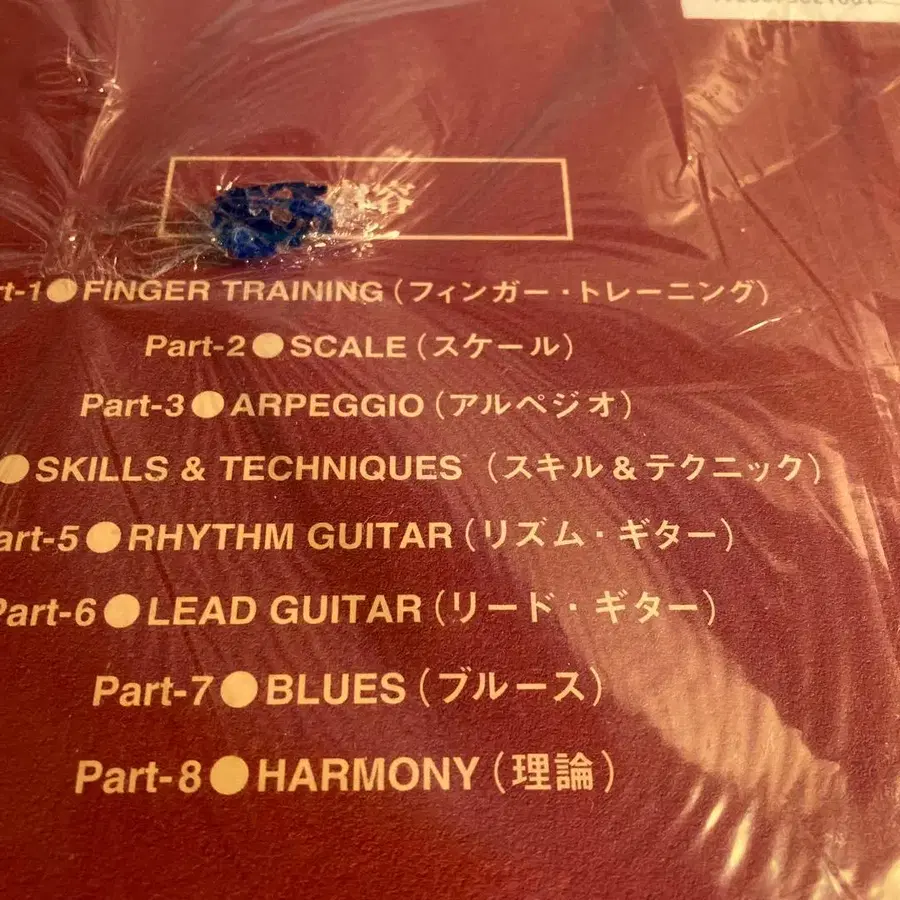 容
rt-1●FINGER TRAINING（フィンガー・トレーニング）
Part-2●SCALE（スケール）
Part-3●ARPEGGIO（アルペジオ）
●SKILLS & TECHNIQUES（スキル&テクニック）
art-5●RHYTHM GUITAR（リズム・ギター）
Part-6●LEAD GUITAR（リード・ギター）
Part-7●BLUES（ブルース）
Part-8●HARMONY（理論）